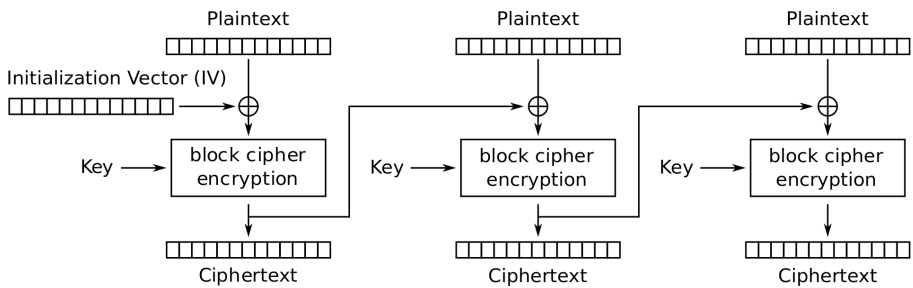 Plaintext
Plaintext
Plaintext
Initialization Vector (IV)
Key
block cipher
encryption
Key
block cipher
encryption
Key
block cipher
encryption
Ciphertext
Ciphertext
Ciphertext